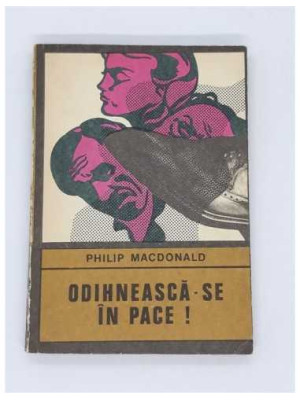 PHILIP MACDONALD
ODIHNEASCĂ-SE
ÎN PACE !